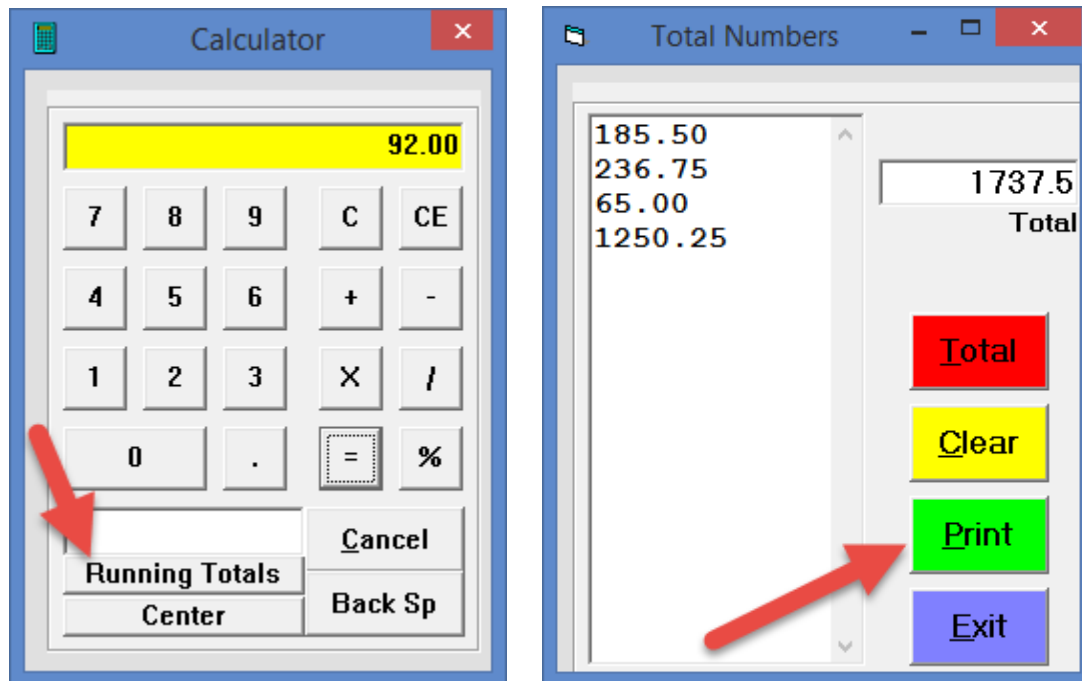 Calculator
92.00
7 8 9 C CE
4 5 6 + -
1 2 3 X /
0 . = %
Cancel
Running Totals
Back Sp
Center
Total Numbers
185.50
236.75
65.00
1250.25
1737.5
Total
Total
Clear
Print
Exit